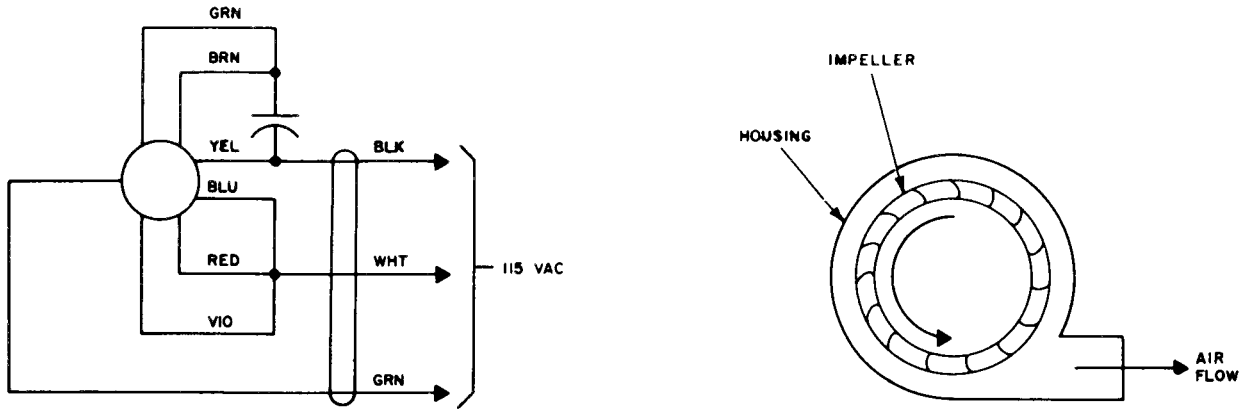 GRN
BRN
YEL
BLK
BLU
RED
WHT
115 VAC
VIO
GRN
IMPELLER
HOUSING
AIR
FLOW